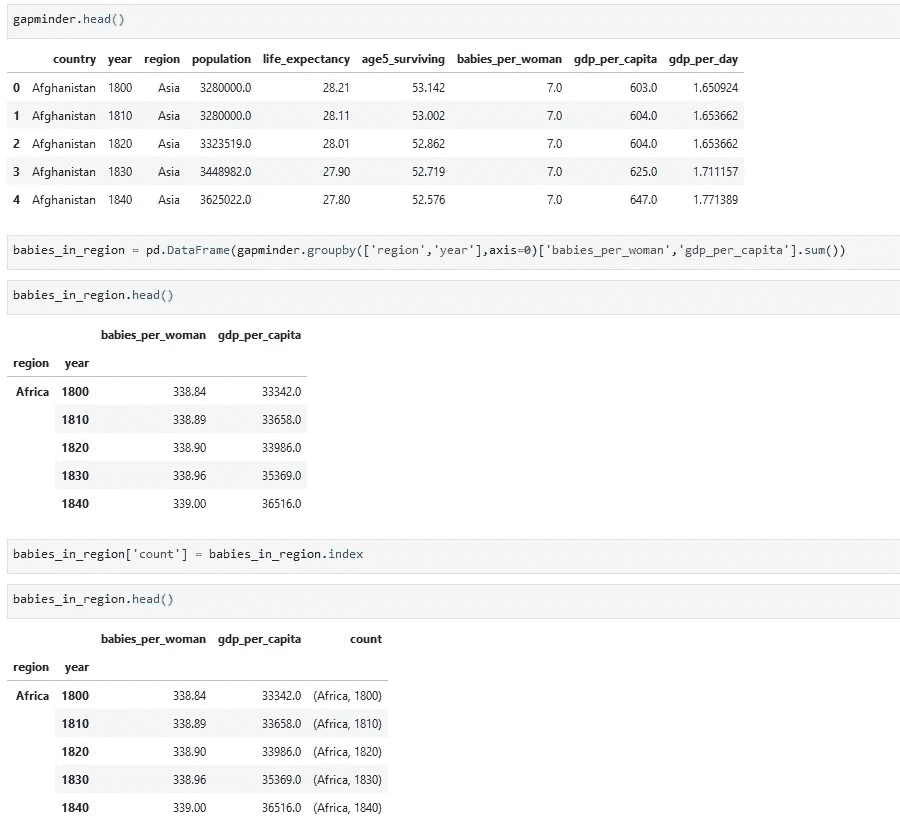 gapminder.head()
country year region population life_expectancy age5_surviving babies_per_woman gdp_per_capita gdp_per_day
0 Afghanistan 1800 Asia 3280000.0 28.21 53.142 7.0 603.0 1.650924
1 Afghanistan 1810 Asia 3280000.0 28.11 53.002 7.0 604.0 1.653662
2 Afghanistan 1820 Asia 3323519.0 28.01 52.862 7.0 604.0 1.653662
3 Afghanistan 1830 Asia 3448982.0 27.90 52.719 7.0 625.0 1.711157
4 Afghanistan 1840 Asia 3625022.0 27.80 52.576 7.0 647.0 1.771389
babies_in_region = pd.DataFrame(gapminder.groupby(['region','year'],axis=0)['babies_per_woman','gdp_per_capita'].sum())
babies_in_region.head()
babies_per_woman gdp_per_capita
region year
Africa 1800 338.84 33342.0
1810 338.89 33658.0
1820 338.90 33986.0
1830 338.96 35369.0
1840 339.00 36516.0
babies_in_region['count'] = babies_in_region.index
babies_in_region.head()
babies_per_woman gdp_per_capita count
region year
Africa 1800 338.84 33342.0 (Africa, 1800)
1810 338.89 33658.0 (Africa, 1810)
1820 338.90 33986.0 (Africa, 1820)
1830 338.96 35369.0 (Africa, 1830)
1840 339.00 36516.0 (Africa, 1840)